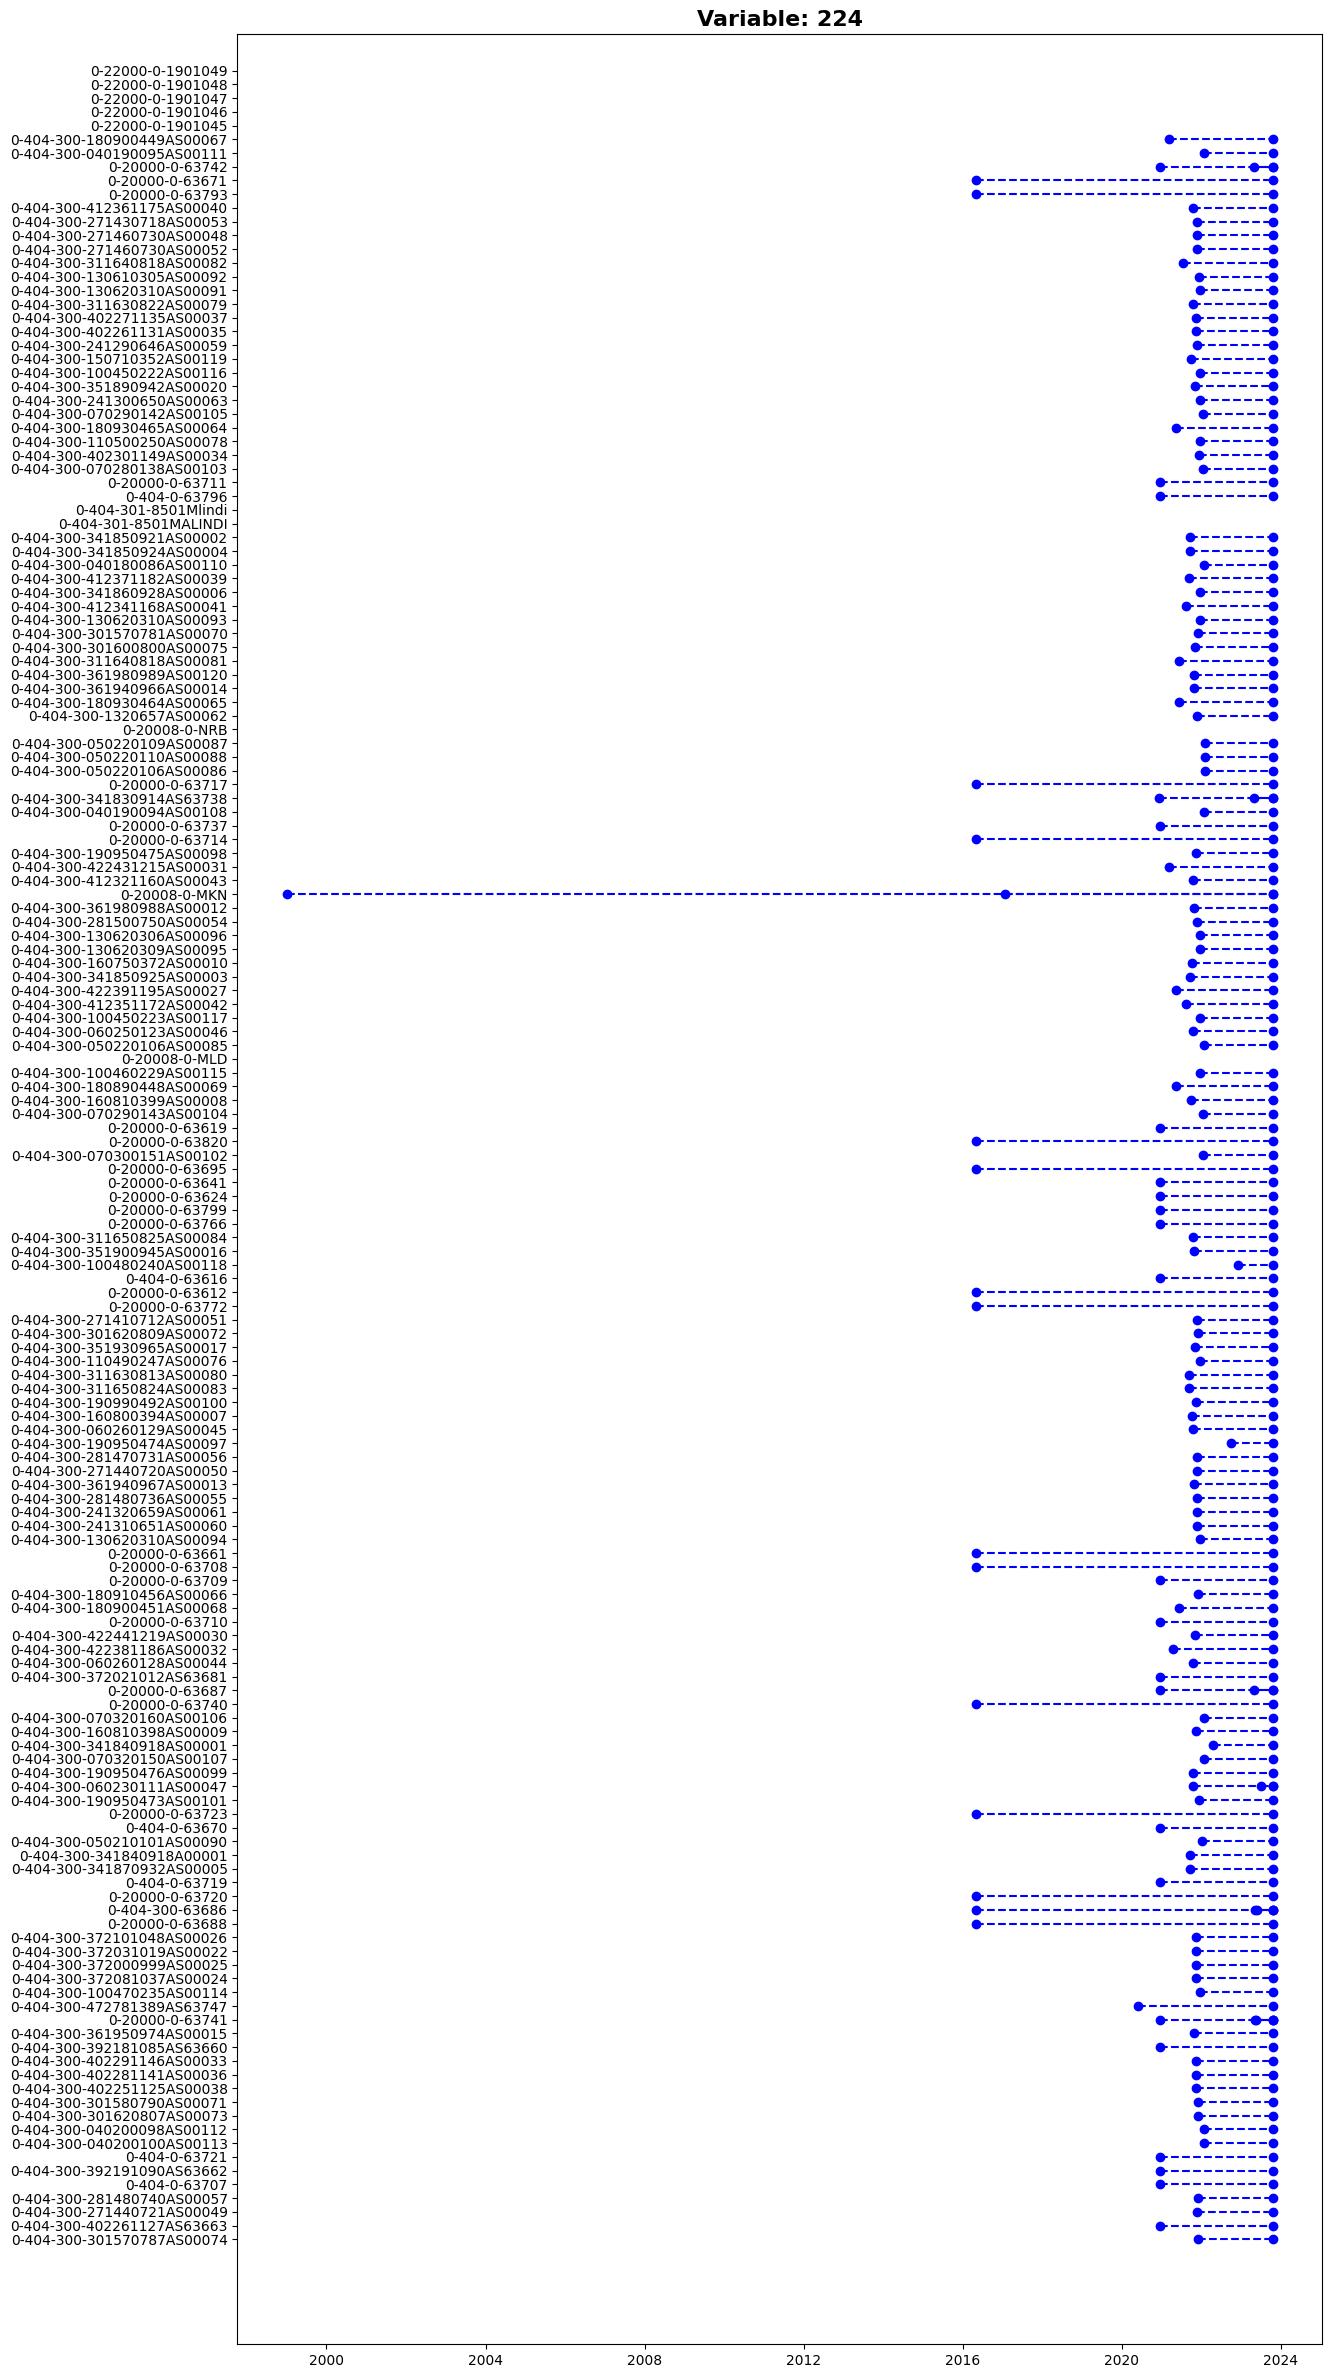 Variable: 224
0-22000-0-1901049
0-22000-0-1901048
0-22000-0-1901047
0-22000-0-1901046
0-22000-0-1901045
0-404-300-180900449AS00067
0-404-300-040190095AS00111
0-20000-0-63742
0-20000-0-63671
0-20000-0-63793
0-404-300-412361175AS00040
0-404-300-271430718AS00053
0-404-300-271460730AS00048
0-404-300-271460730AS00052
0-404-300-311640818AS00082
0-404-300-130610305AS00092
0-404-300-130620310AS00091
0-404-300-311630822AS00079
0-404-300-402271135AS00037
0-404-300-402261131AS00035
0-404-300-241290646AS00059
0-404-300-150710352AS00119
0-404-300-100450222AS00116
0-404-300-351890942AS00020
0-404-300-241300650AS00063
0-404-300-070290142AS00105
0-404-300-180930465AS00064
0-404-300-110500250AS00078
0-404-300-402301149AS00034
0-404-300-070280138AS00103
0-20000-0-63711
0-404-0-63796
0-404-301-8501Mlindi
0-404-301-8501MALINDI
0-404-300-341850921AS00002
0-404-300-341850924AS00004
0-404-300-040180086AS00110
0-404-300-412371182AS00039
0-404-300-341860928AS00006
0-404-300-412341168AS00041
0-404-300-130620310AS00093
0-404-300-301570781AS00070
0-404-300-301600800AS00075
0-404-300-311640818AS00081
0-404-300-361980989AS00120
0-404-300-361940966AS00014
0-404-300-180930464AS00065
0-404-300-1320657AS00062
0-20008-0-NRB
0-404-300-050220109AS00087
0-404-300-050220110AS00088
0-404-300-050220106AS00086
0-20000-0-63717
0-404-300-341830914AS63738
0-404-300-040190094AS00108
0-20000-0-63737
0-20000-0-63714
0-404-300-190950475AS00098
0-404-300-422431215AS00031
0-404-300-412321160AS00043
0-20008-0-MKN
0-404-300-361980988AS00012
0-404-300-281500750AS00054
0-404-300-130620306AS00096
0-404-300-130620309AS00095
0-404-300-160750372AS00010
0-404-300-341850925AS00003
0-404-300-422391195AS00027
0-404-300-412351172AS00042
0-404-300-100450223AS00117
0-404-300-060250123AS00046
0-404-300-050220106AS00085
0-20008-0-MLD
0-404-300-100460229AS00115
0-404-300-180890448AS00069
0-404-300-160810399AS00008
0-404-300-070290143AS00104
0-20000-0-63619
0-20000-0-63820
0-404-300-070300151AS00102
0-20000-0-63695
0-20000-0-63641
0-20000-0-63624
0-20000-0-63799
0-20000-0-63766
0-404-300-311650825AS00084
0-404-300-351900945AS00016
0-404-300-100480240AS00118
0-404-0-63616
0-20000-0-63612
0-20000-0-63772
0-404-300-271410712AS00051
0-404-300-301620809AS00072
0-404-300-351930965AS00017
0-404-300-110490247AS00076
0-404-300-311630813AS00080
0-404-300-311650824AS00083
0-404-300-190990492AS00100
0-404-300-160800394AS00007
0-404-300-060260129AS00045
0-404-300-190950474AS00097
0-404-300-281470731AS00056
0-404-300-271440720AS00050
0-404-300-361940967AS00013
0-404-300-281480736AS00055
0-404-300-241320659AS00061
0-404-300-241310651AS00060
0-404-300-130620310AS00094
0-20000-0-63661
0-20000-0-63708
0-20000-0-63709
0-404-300-180910456AS00066
0-404-300-180900451AS00068
0-20000-0-63710
0-404-300-422441219AS00030
0-404-300-422381186AS00032
0-404-300-060260128AS00044
0-404-300-372021012AS63681
0-20000-0-63687
0-20000-0-63740
0-404-300-070320160AS00106
0-404-300-160810398AS00009
0-404-300-341840918AS00001
0-404-300-070320150AS00107
0-404-300-190950476AS00099
0-404-300-060230111AS00047
0-404-300-190950473AS00101
0-20000-0-63723
0-404-0-63670
0-404-300-050210101AS00090
0-404-300-341840918A00001
0-404-300-341870932AS00005
0-404-0-63719
0-20000-0-63720
0-404-300-63686
0-20000-0-63688
0-404-300-372101048AS00026
0-404-300-372031019AS00022
0-404-300-372000999AS00025
0-404-300-372081037AS00024
0-404-300-100470235AS00114
0-404-300-472781389AS63747
0-20000-0-63741
0-404-300-361950974AS00015
0-404-300-392181085AS63660
0-404-300-402291146AS00033
0-404-300-402281141AS00036
0-404-300-402251125AS00038
0-404-300-301580790AS00071
0-404-300-301620807AS00073
0-404-300-040200098AS00112
0-404-300-040200100AS00113
0-404-0-63721
0-404-300-392191090AS63662
0-404-0-63707
0-404-300-281480740AS00057
0-404-300-271440721AS00049
0-404-300-402261127AS63663
0-404-300-301570787AS00074
2000 2004 2008 2012 2016 2020 2024